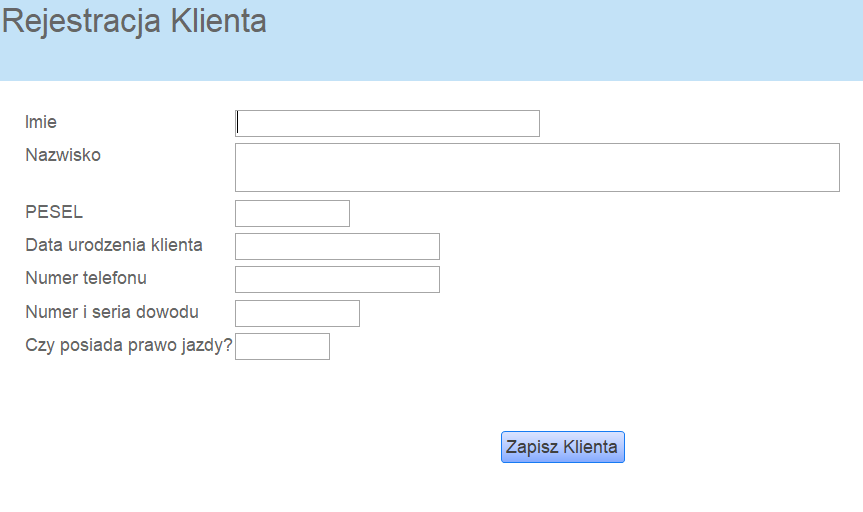 Rejestracja Klienta
Imie
Nazwisko
PESEL
Data urodzenia klienta
Numer telefonu
Numer i seria dowodu
Czy posiada prawo jazdy?
Zapisz Klienta